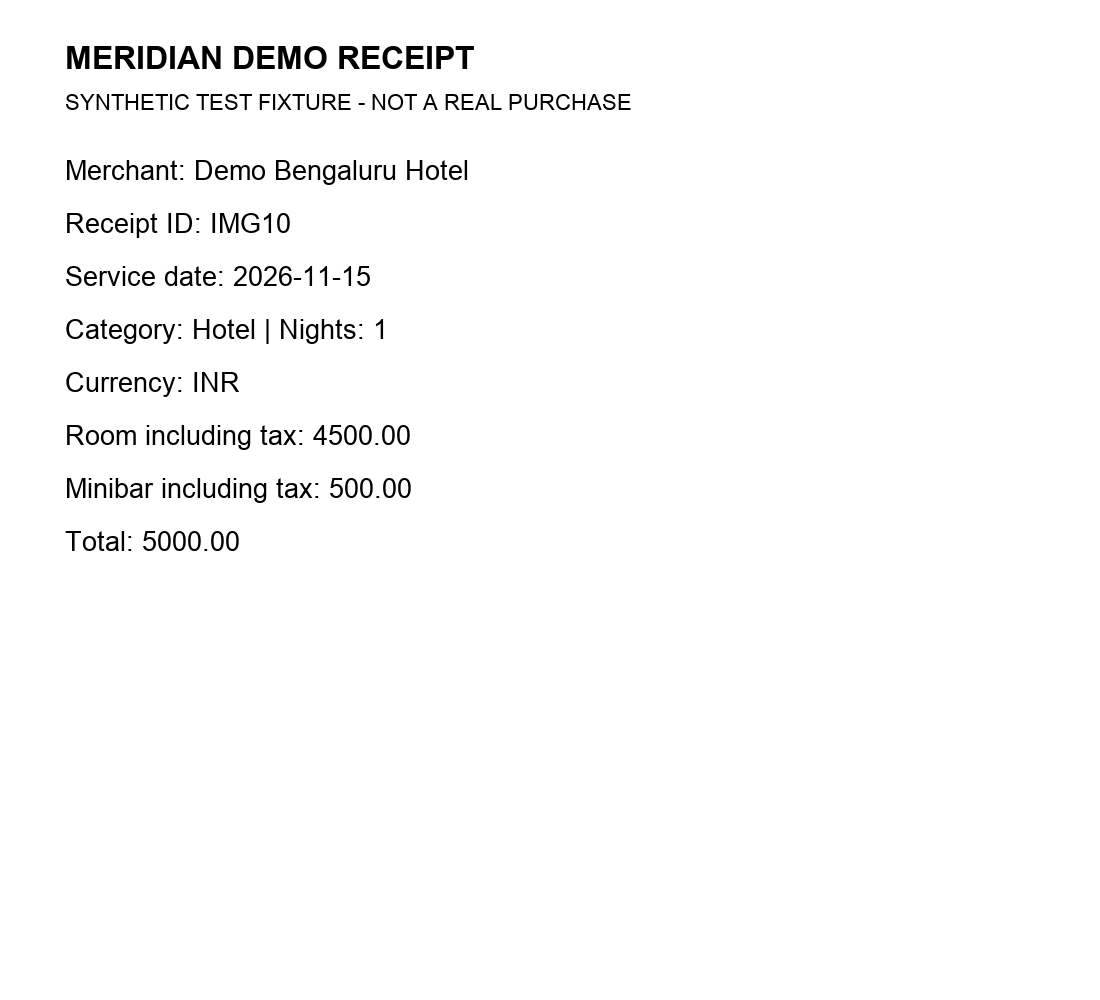 MERIDIAN DEMO RECEIPT
SYNTHETIC TEST FIXTURE - NOT A REAL PURCHASE
Merchant: Demo Bengaluru Hotel
Receipt ID: IMG10
Service date: 2026-11-15
Category: Hotel | Nights: 1
Currency: INR
Room including tax: 4500.00
Minibar including tax: 500.00
Total: 5000.00